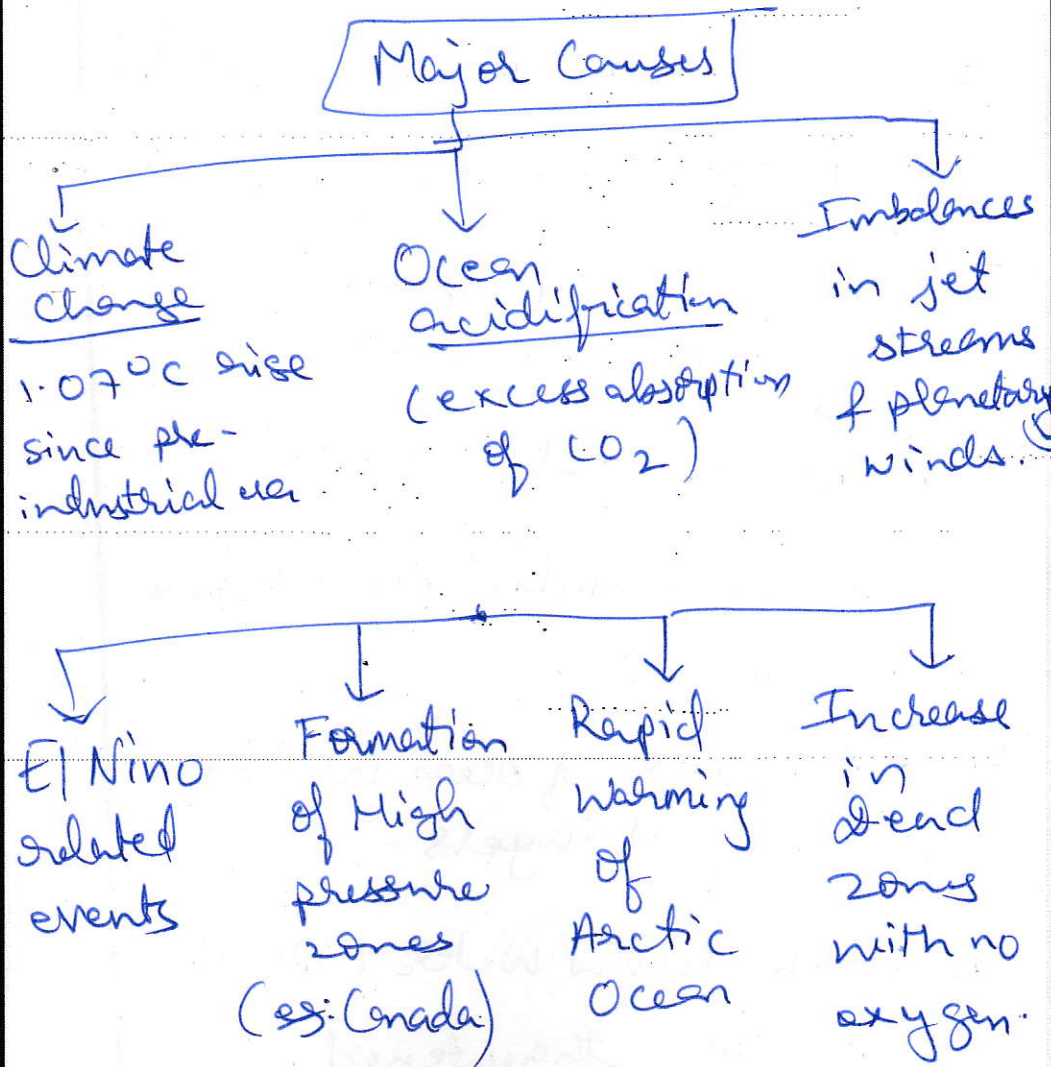 Major Causes
Climate
Change
1.07°C rise
since pre-
industrial era
Ocean
acidification
(excess absorption
of CO2)
Imbalances
in jet
streams
& planetary
winds.
El Nino
related
events
Formation
of High
pressure
zones
(eg: Canada)
Rapid
Warming
of
Arctic
Ocean
Increase
in
Dead
zones
with no
oxygen.